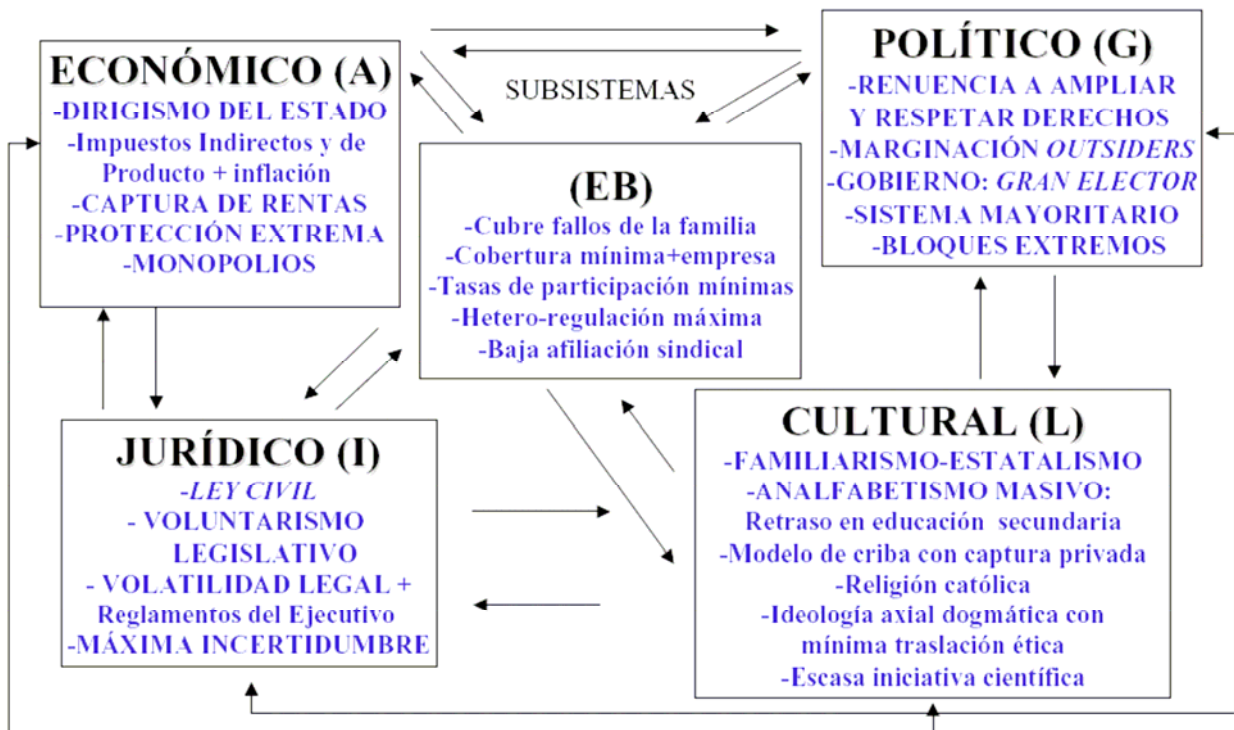 ECONÓMICO (A)
-DIRIGISMO DEL ESTADO
-Impuestos Indirectos y de
Producto + inflación
-CAPTURA DE RENTAS
-PROTECCIÓN EXTREMA
-MONOPOLIOS
SUBSISTEMAS
POLÍTICO (G)
-RENUENCIA A AMPLIAR
Y RESPETAR DERECHOS
-MARGINACIÓN OUTSIDERS
-GOBIERNO: GRAN ELECTOR
-SISTEMA MAYORITARIO
-BLOQUES EXTREMOS
(EB)
-Cubre fallos de la familia
-Cobertura mínima+empresa
-Tasas de participación mínimas
-Hetero-regulación máxima
-Baja afiliación sindical
JURÍDICO (I)
-LEY CIVIL
- VOLUNTARISMO
LEGISLATIVO
- VOLATILIDAD LEGAL +
Reglamentos del Ejecutivo
-MÁXIMA INCERTIDUMBRE
CULTURAL (L)
-FAMILIARISMO-ESTATALISMO
-ANALFABETISMO MASIVO:
Retraso en educación secundaria
-Modelo de criba con captura privada
-Religión católica
-Ideología axial dogmática con
mínima traslación ética
-Escasa iniciativa científica